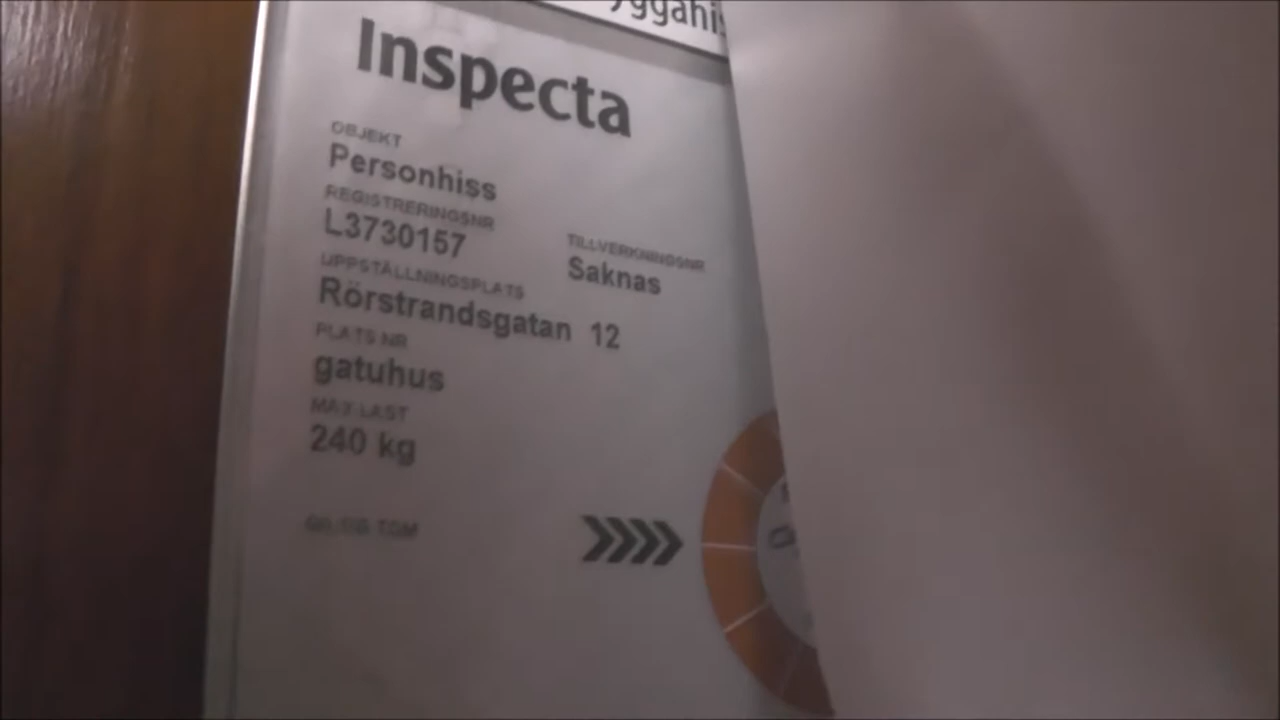 Inspecta
OBJEKT
Personhiss
REGISTRERINGSNR
L3730157
TILLVERKNINGSNR
Saknas
UPPSTÄLLNINGSPLATS
Rörstrandsgatan 12
PLATS NR
gatuhus
MAX LAST
240 kg